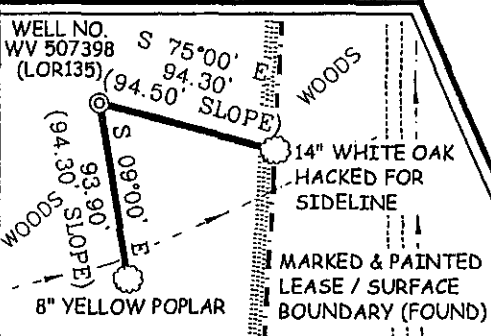 WELL NO.
WV 507398
(LOR135)
S 75°00' E
94.30'
(94.50' SLOPE)
WOODS
14" WHITE OAK
HACKED FOR
SIDELINE
S 09°00' E
93.90'
(94.30' SLOPE)
WOODS
8" YELLOW POPLAR
MARKED & PAINTED
LEASE / SURFACE
BOUNDARY (FOUND)